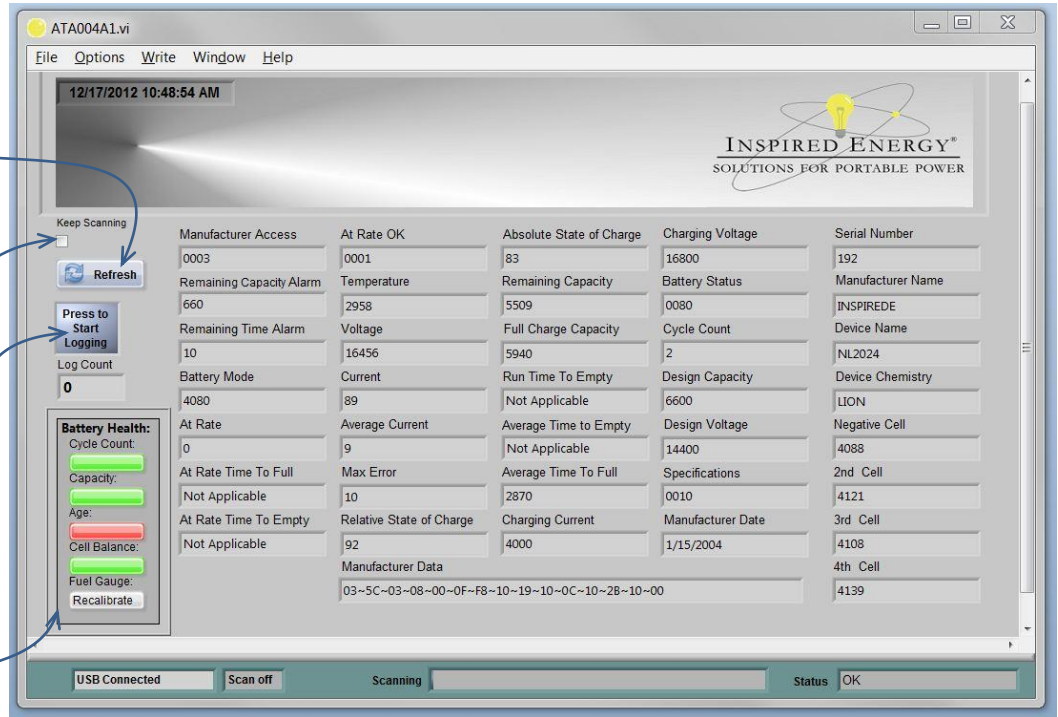 ATA004A1.vi
File Options Write Window Help
12/17/2012 10:48:54 AM
INSPIRED ENERGY®
SOLUTIONS FOR PORTABLE POWER
Keep Scanning
Refresh
Press to
Start
Logging
Log Count
0
Battery Health:
Cycle Count:
Capacity:
Age:
Cell Balance:
Fuel Gauge:
Recalibrate
Manufacturer Access
0003
Remaining Capacity Alarm
660
Remaining Time Alarm
10
Battery Mode
4080
At Rate
0
At Rate Time To Full
Not Applicable
At Rate Time To Empty
Not Applicable
At Rate OK
0001
Temperature
2958
Voltage
16456
Current
89
Average Current
9
Max Error
10
Relative State of Charge
92
Manufacturer Data
03~5C~03~08~00~0F~F8~10~19~10~0C~10~2B~10~00
Absolute State of Charge
83
Remaining Capacity
5509
Full Charge Capacity
5940
Run Time To Empty
Not Applicable
Average Time to Empty
Not Applicable
Average Time To Full
2870
Charging Current
4000
Charging Voltage
16800
Battery Status
0080
Cycle Count
2
Design Capacity
6600
Design Voltage
14400
Specifications
0010
Manufacturer Date
1/15/2004
Serial Number
192
Manufacturer Name
INSPIREDE
Device Name
NL2024
Device Chemistry
LION
Negative Cell
4088
2nd Cell
4121
3rd Cell
4108
4th Cell
4139
USB Connected
Scan off
Scanning
Status OK